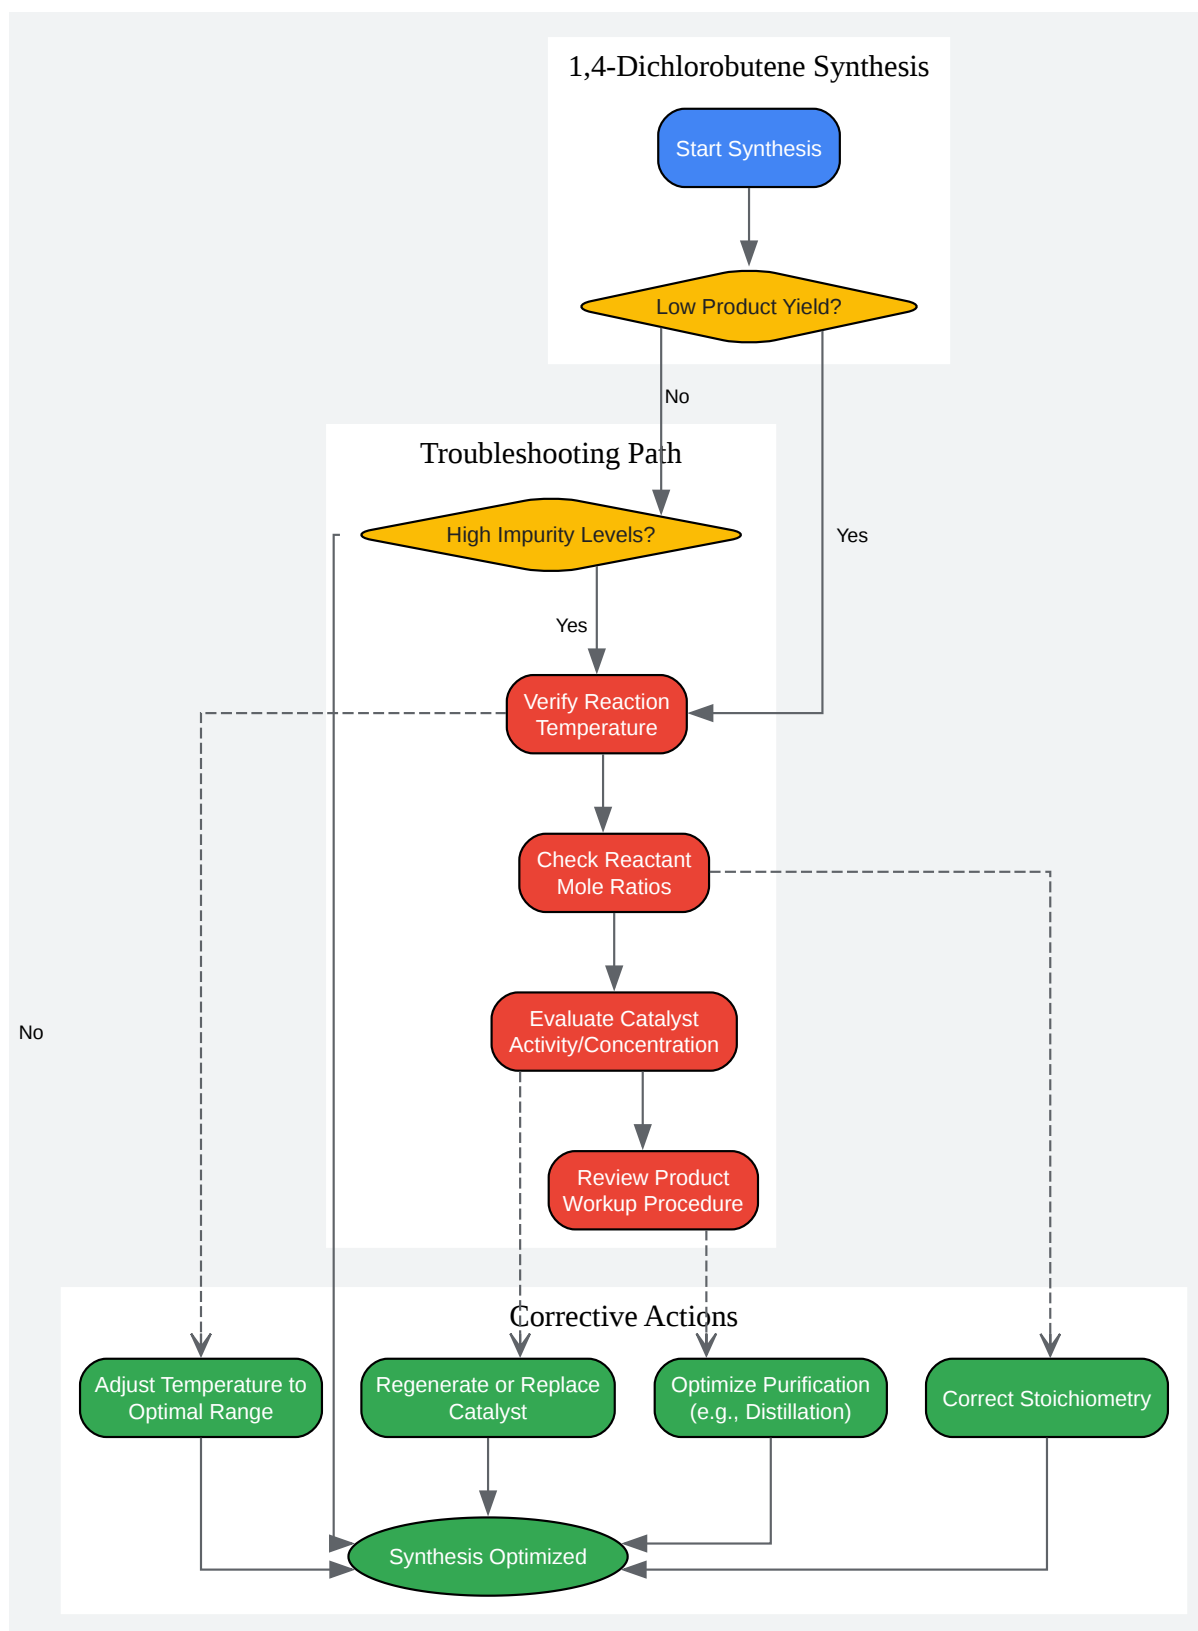 1,4-Dichlorobutene Synthesis
Start Synthesis
Low Product Yield?
No
Troubleshooting Path
High Impurity Levels?
Yes
Yes
Verify Reaction
Temperature
Check Reactant
Mole Ratios
Evaluate Catalyst
Activity/Concentration
No
Review Product
Workup Procedure
Corrective Actions
Adjust Temperature to
Optimal Range
Regenerate or Replace
Catalyst
Optimize Purification
(e.g., Distillation)
Correct Stoichiometry
Synthesis Optimized